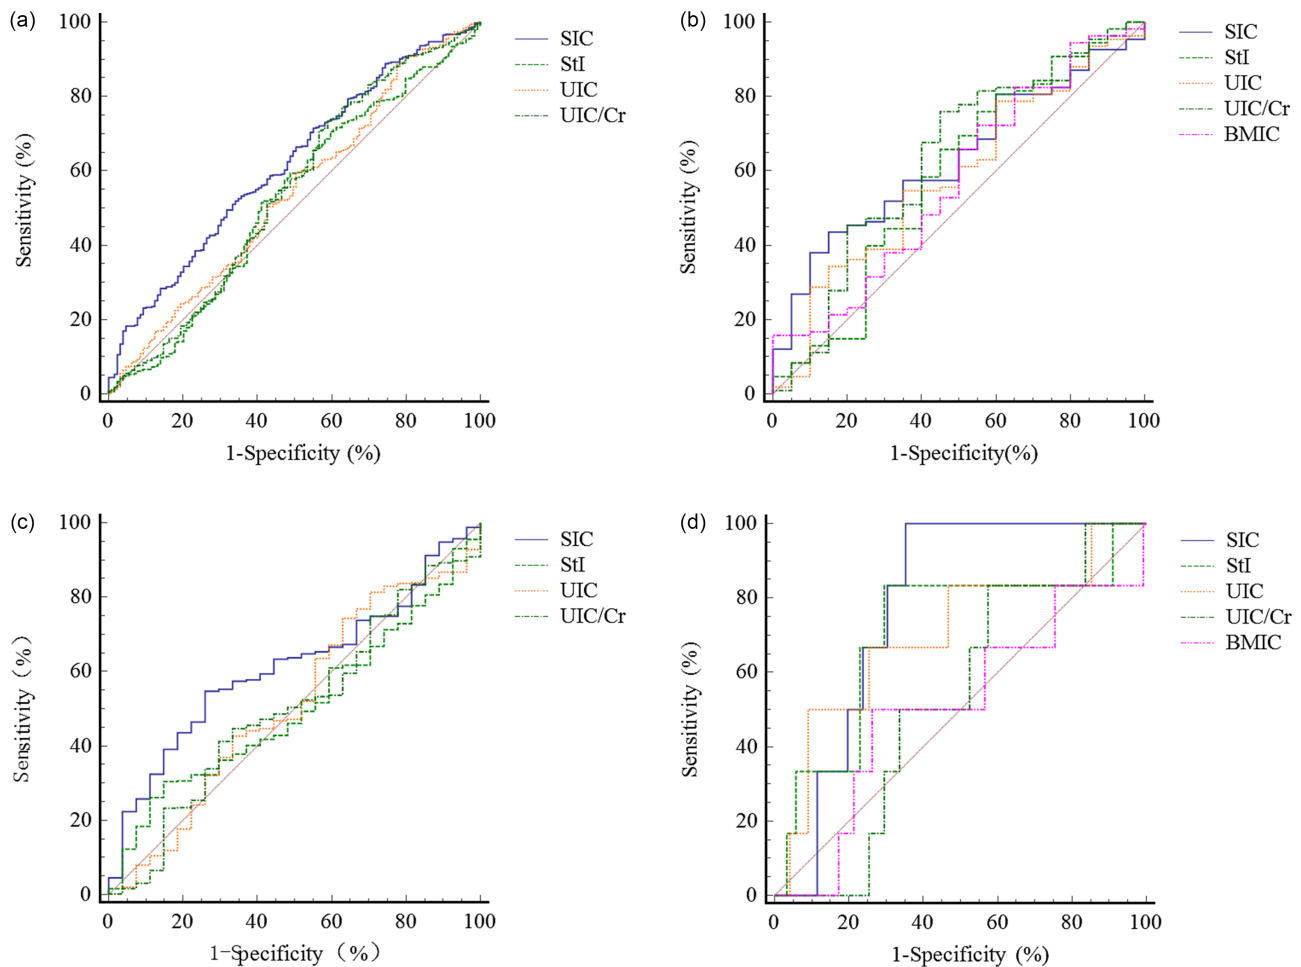 (a)
100
80
60
40
20
0
Sensitivity (%)
0 20 40 60 80 100
1-Specificity (%)
SIC
StI
UIC
UIC/Cr
(b)
100
80
60
40
20
0
Sensitivity (%)
0 20 40 60 80 100
1-Specificity(%)
SIC
StI
UIC
UIC/Cr
BMIC
(c)
100
80
60
40
20
0
Sensitivity (%)
0 20 40 60 80 100
1-Specificity (%)
SIC
StI
UIC
UIC/Cr
(d)
100
80
60
40
20
0
Sensitivity (%)
0 20 40 60 80 100
1-Specificity (%)
SIC
StI
UIC
UIC/Cr
BMIC